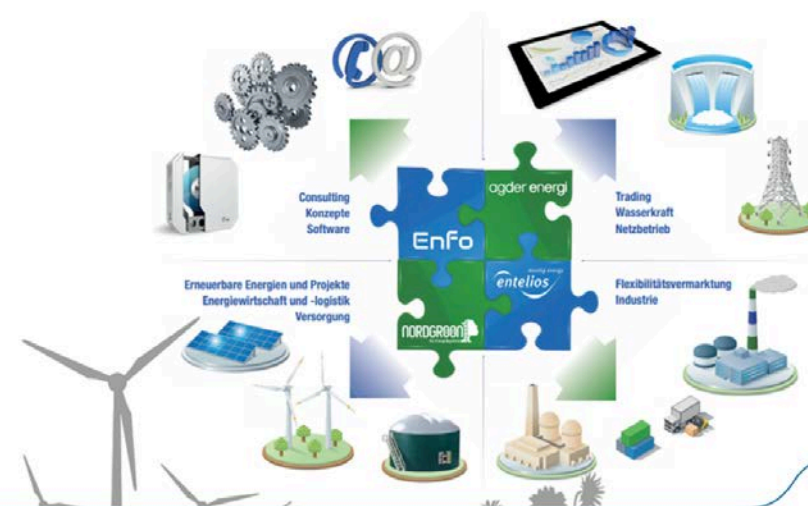 agder energi
Consulting
Konzepte
Software
Trading
Wasserkraft
Netzbetrieb
Enfo
Erneuerbare Energien und Projekte
Energiewirtschaft und -logistik
Versorgung
entelios
Flexibilitätsvermarktung
Industrie
NORDGROON